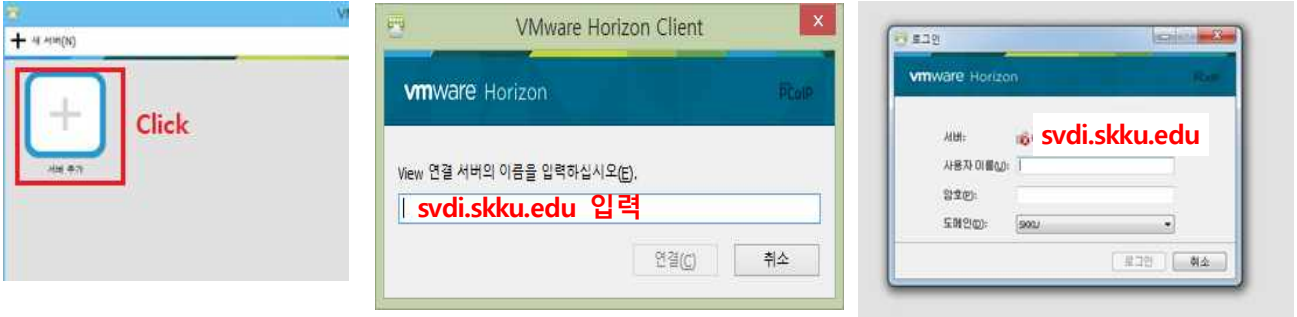 새 서버(N)
Click
서버 추가
VMware Horizon Client
x
vmware Horizon
PCoIP
View 연결 서버의 이름을 입력하십시오(E).
svdi.skku.edu 입력
연결(C)
취소
로그인
vmware Horizon
PCoIP
서버:
svdi.skku.edu
사용자 이름(U):
암호(P):
도메인(D):
SKKU
로그인
취소